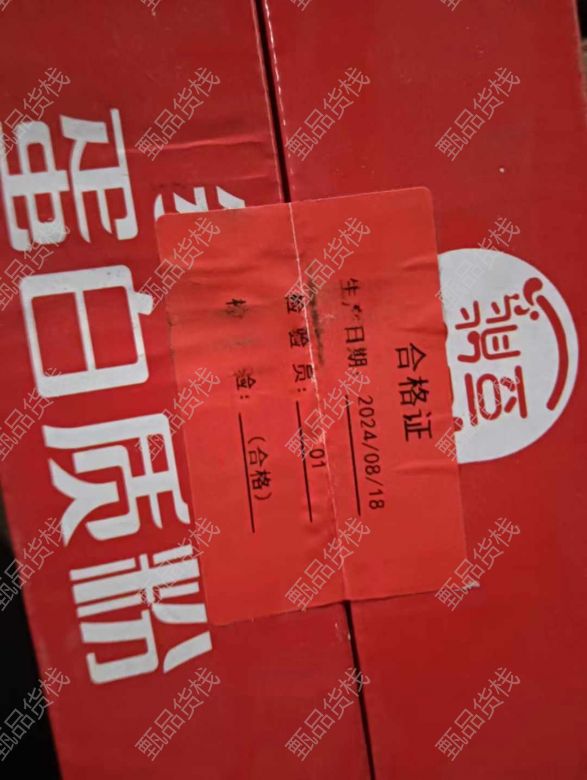 蛋白质粉
合格证
生产日期：2024/08/18
检验员：01
检 验：（合格）
甄品货栈